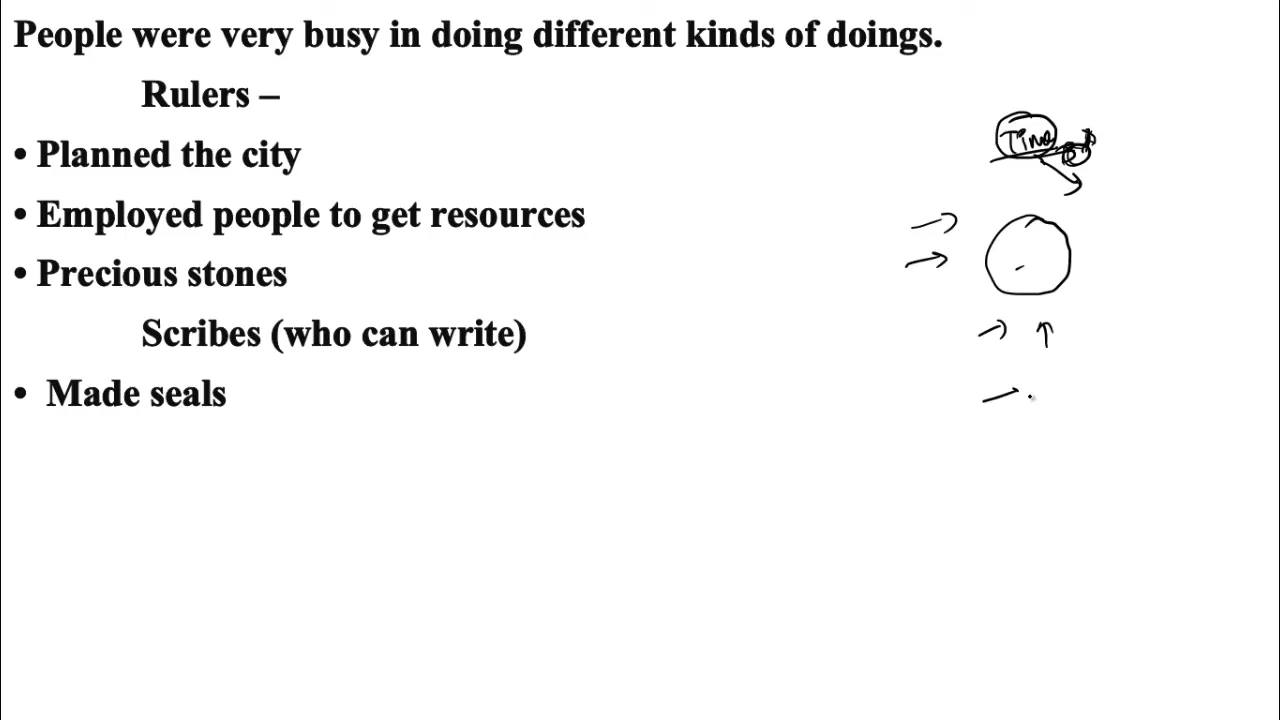 People were very busy in doing different kinds of doings.
Rulers –
• Planned the city
• Employed people to get resources
• Precious stones
Scribes (who can write)
• Made seals